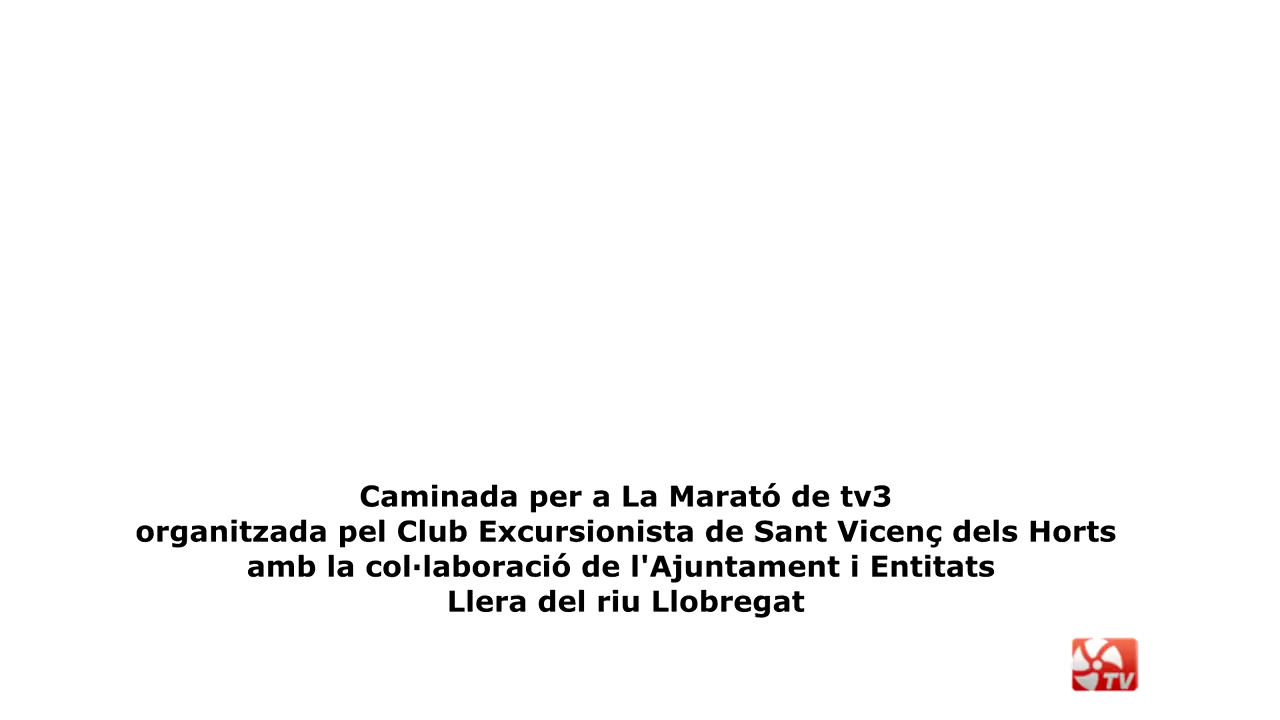 Caminada per a La Marató de tv3
organitzada pel Club Excursionista de Sant Vicenç dels Horts
amb la col·laboració de l'Ajuntament i Entitats
Llera del riu Llobregat
TV